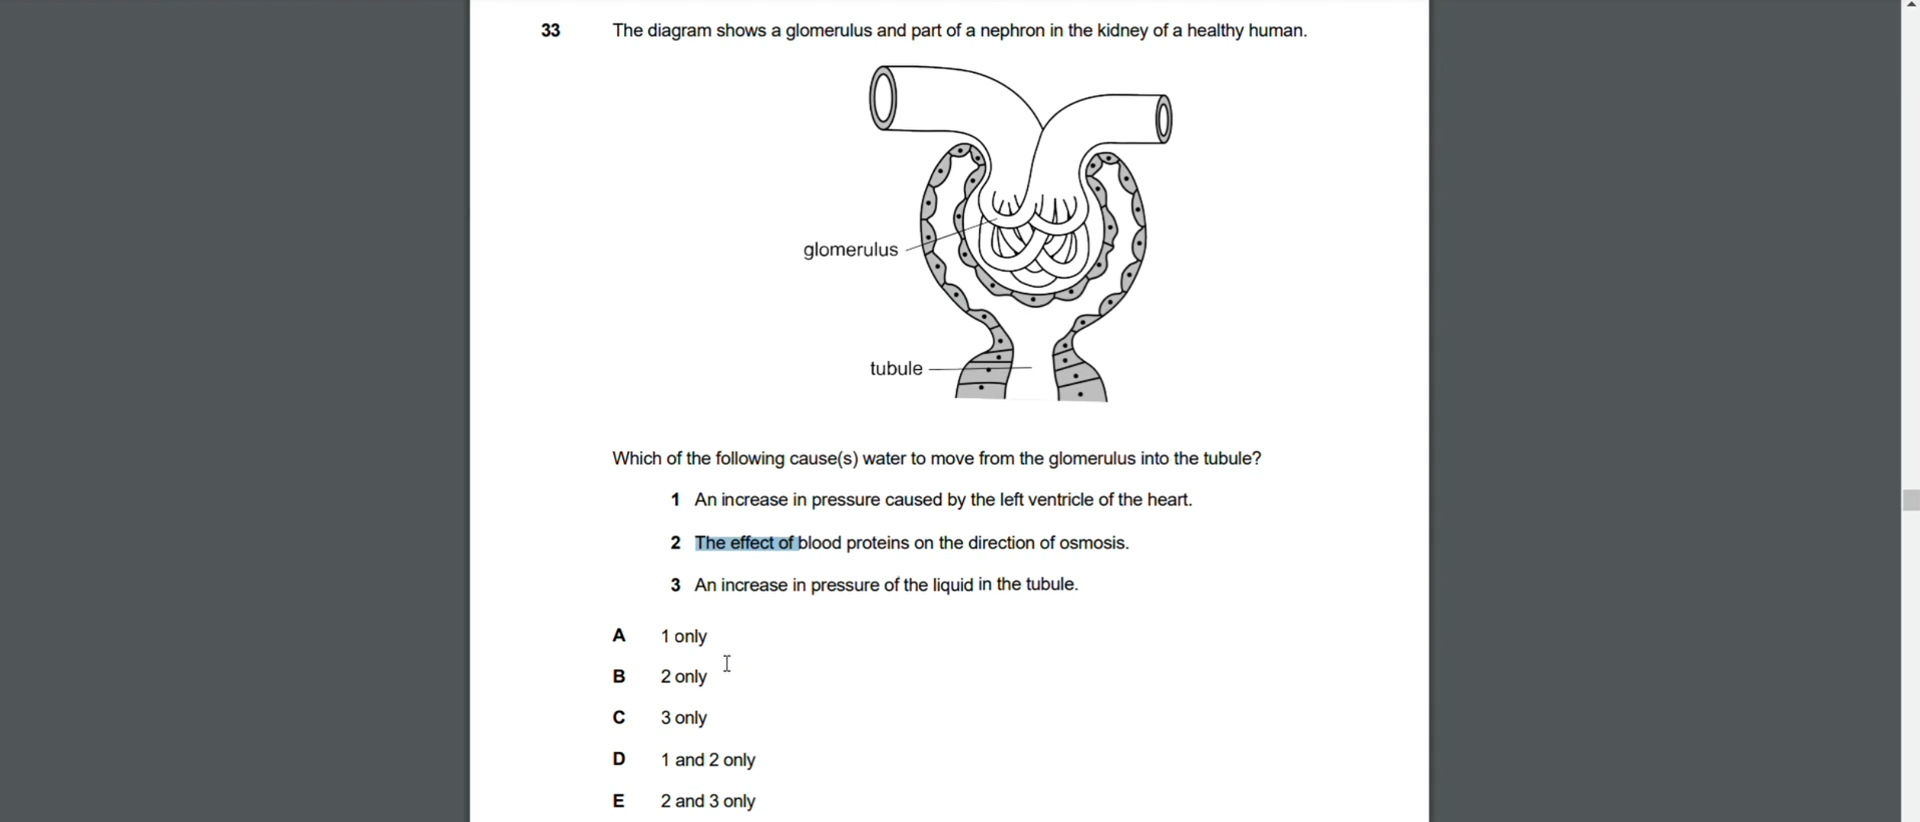 33 The diagram shows a glomerulus and part of a nephron in the kidney of a healthy human.
glomerulus
tubule
Which of the following cause(s) water to move from the glomerulus into the tubule?
1 An increase in pressure caused by the left ventricle of the heart.
2 The effect of blood proteins on the direction of osmosis.
3 An increase in pressure of the liquid in the tubule.
A 1 only
B 2 only
C 3 only
D 1 and 2 only
E 2 and 3 only